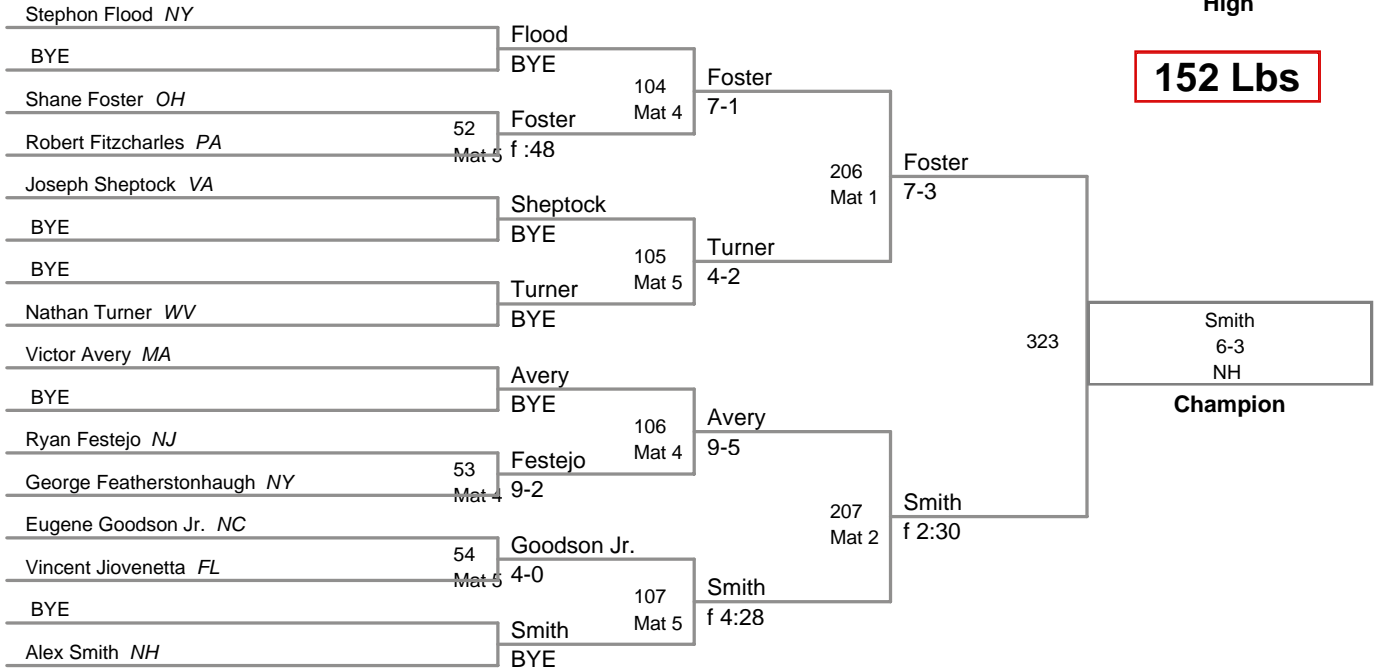 High
152 Lbs
Stephon Flood NY
BYE
Shane Foster OH
Robert Fitzcharles PA
Joseph Sheptock VA
BYE
BYE
Nathan Turner WV
Victor Avery MA
BYE
Ryan Festejo NJ
George Featherstonhaugh NY
Eugene Goodson Jr. NC
Vincent Jiovenetta FL
BYE
Alex Smith NH
52
Mat 5
53
Mat 4
54
Mat 5
Flood
BYE
Foster
f :48
Sheptock
BYE
Turner
BYE
Avery
BYE
Festejo
9-2
Goodson Jr.
4-0
Smith
BYE
104
Mat 4
105
Mat 5
106
Mat 4
107
Mat 5
Foster
7-1
Turner
4-2
Avery
9-5
Smith
f 4:28
206
Mat 1
207
Mat 2
Foster
7-3
Smith
f 2:30
323
Smith
6-3
NH
Champion